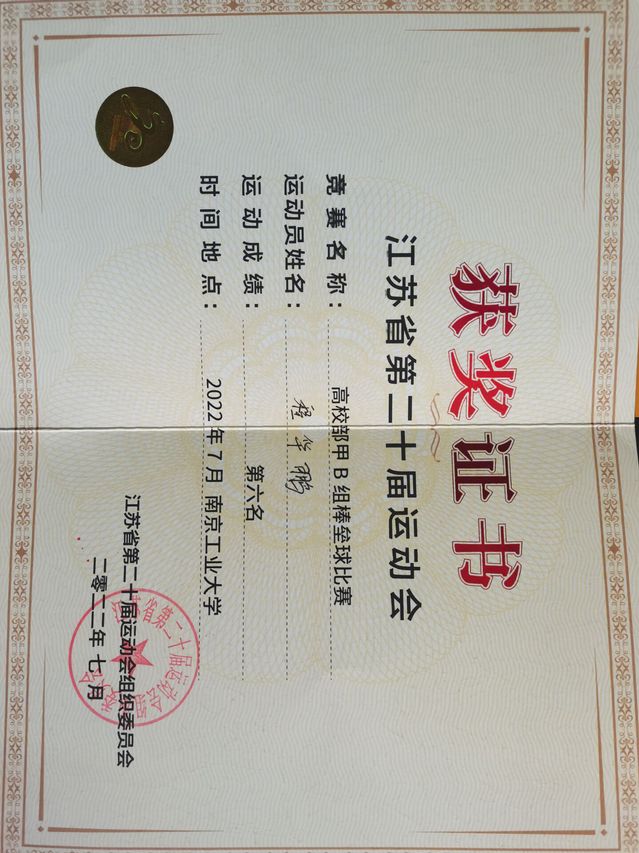 获奖证书
江苏省第二十届运动会
竞赛名称：高校部甲B组棒垒球比赛
运动员姓名：程华鹏
运动成绩：第六名
时间地点：2022年7月 南京工业大学
江苏省第二十届运动会组织委员会
二零二二年七月